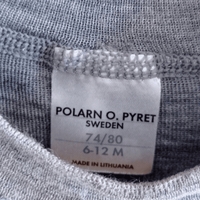 POLARN O. PYRET
SWEDEN
74/80
6-12 M
MADE IN LITHUANIA